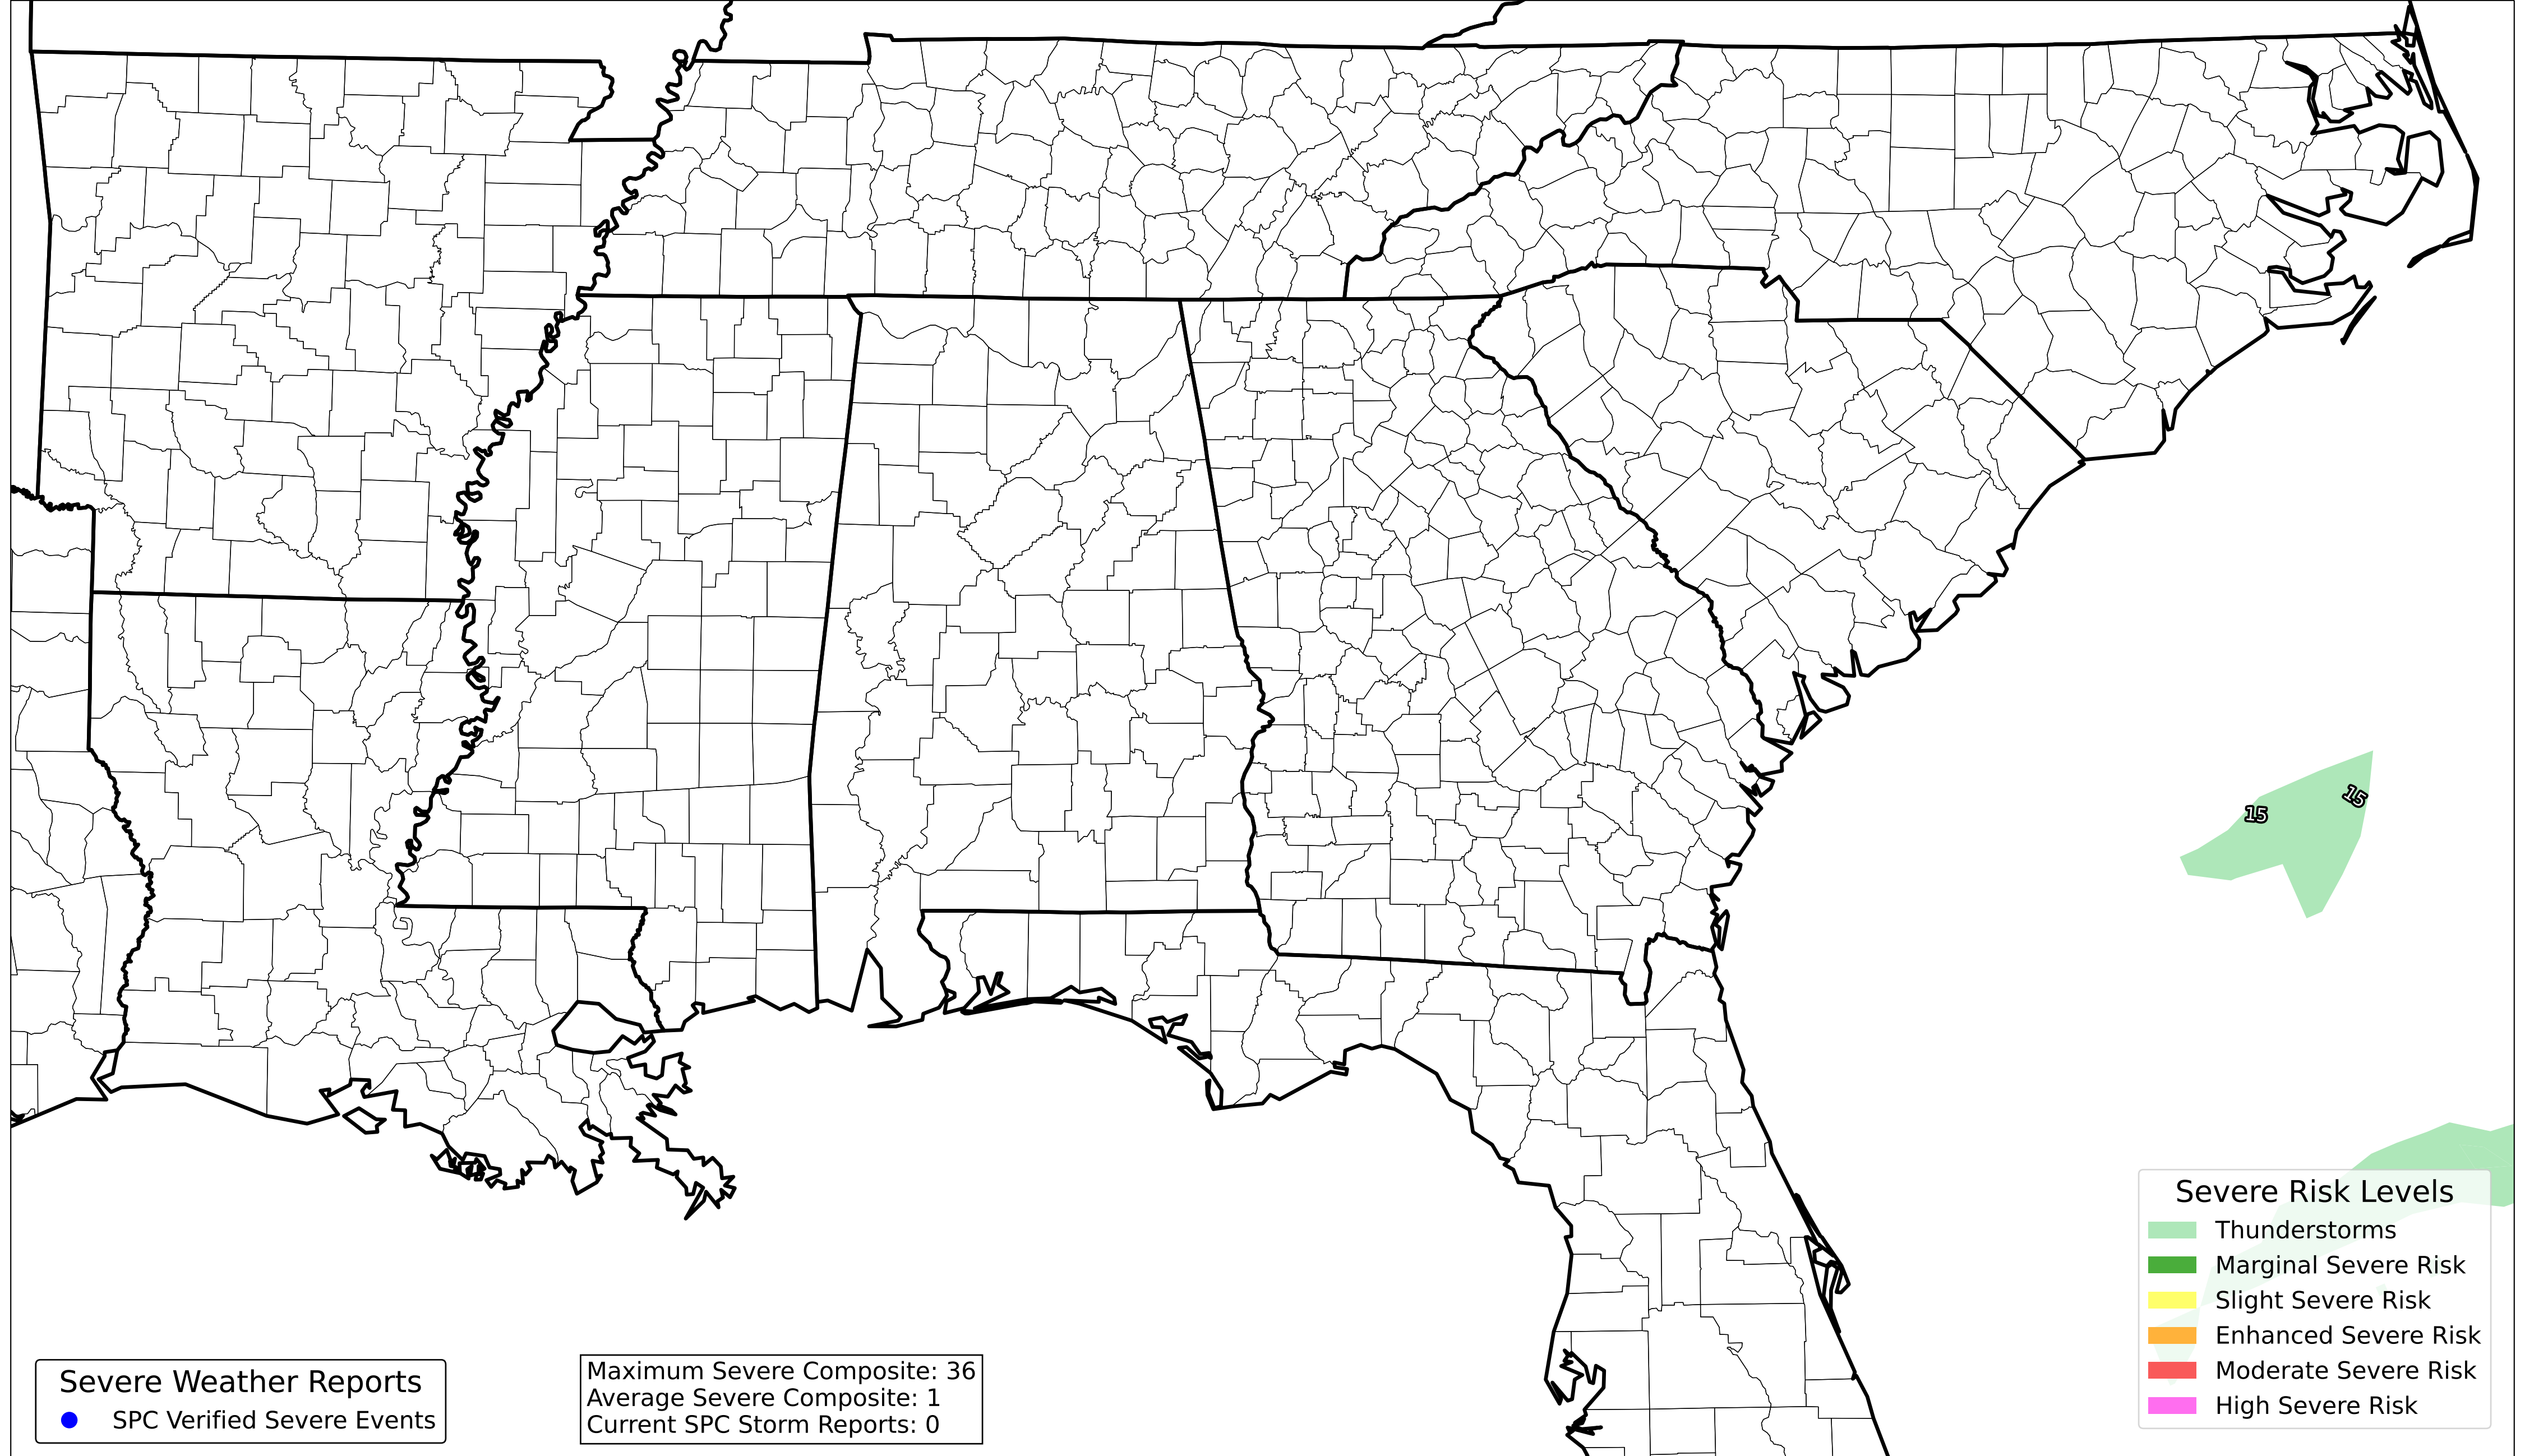 15
15
Severe Risk Levels
Thunderstorms
Marginal Severe Risk
Slight Severe Risk
Enhanced Severe Risk
Moderate Severe Risk
High Severe Risk
Severe Weather Reports
SPC Verified Severe Events
Maximum Severe Composite: 36
Average Severe Composite: 1
Current SPC Storm Reports: 0